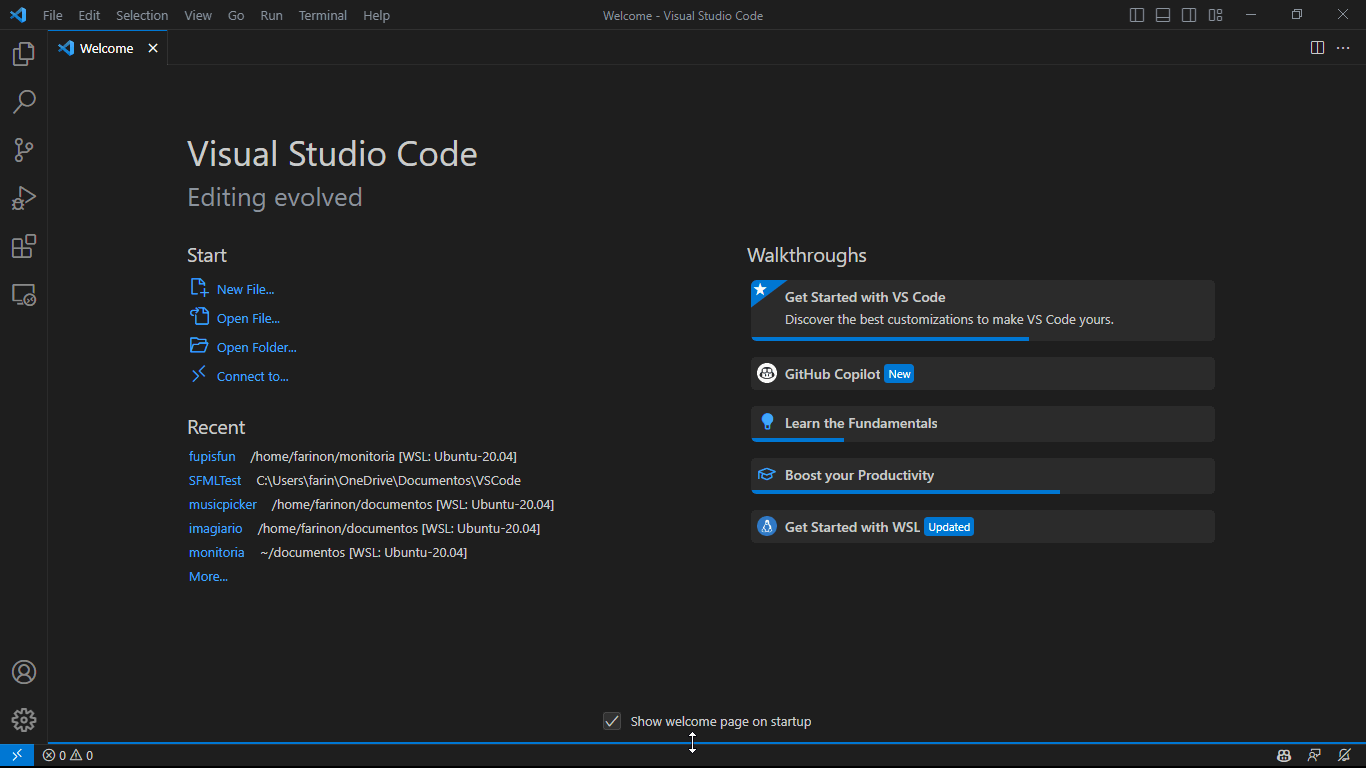 File Edit Selection View Go Run Terminal Help Welcome - Visual Studio Code
Welcome
Visual Studio Code
Editing evolved
Start
New File...
Open File...
Open Folder...
Connect to...
Recent
fupisfun /home/farinon/monitoria [WSL: Ubuntu-20.04]
SFMLTest C:\Users\farin\OneDrive\Documentos\VSCode
musicpicker /home/farinon/documentos [WSL: Ubuntu-20.04]
imagiario /home/farinon/documentos [WSL: Ubuntu-20.04]
monitoria ~/documentos [WSL: Ubuntu-20.04]
More...
Walkthroughs
Get Started with VS Code
Discover the best customizations to make VS Code yours.
GitHub Copilot New
Learn the Fundamentals
Boost your Productivity
Get Started with WSL Updated
Show welcome page on startup
0 0